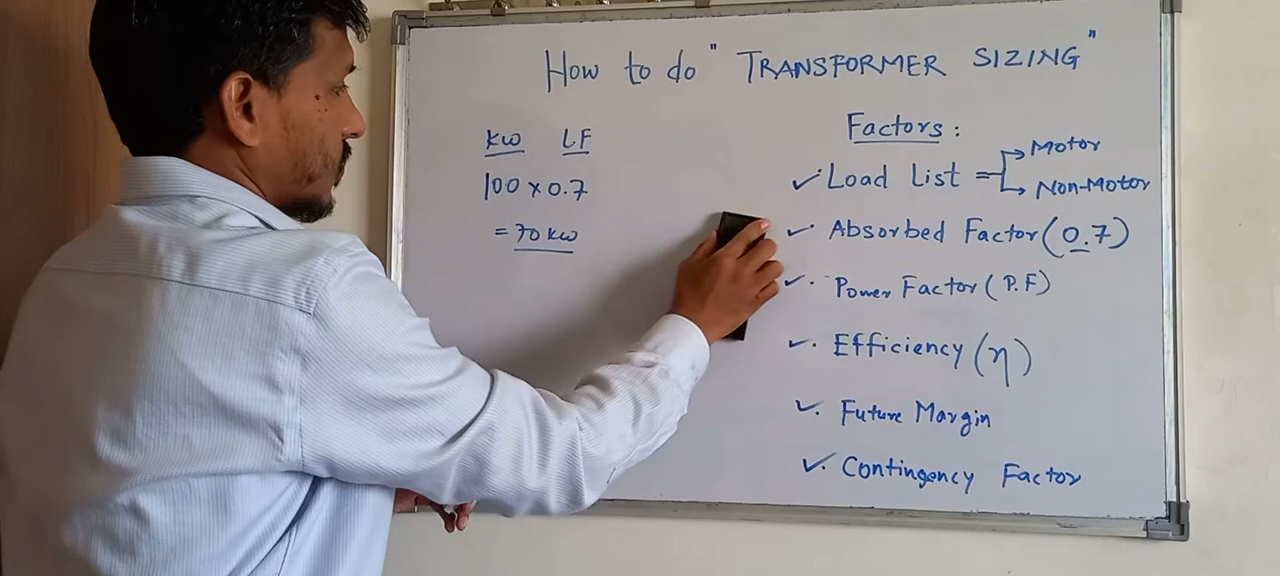 How to do "TRANSFORMER SIZING"
KW L.F
100 x 0.7
= 70 KW
Factors:
✓ Load List = → Motor
→ Non-Motor
✓ Absorbed Factor (0.7)
✓ Power Factor (P.F)
✓ Efficiency (η)
✓ Future Margin
✓ Contingency Factor